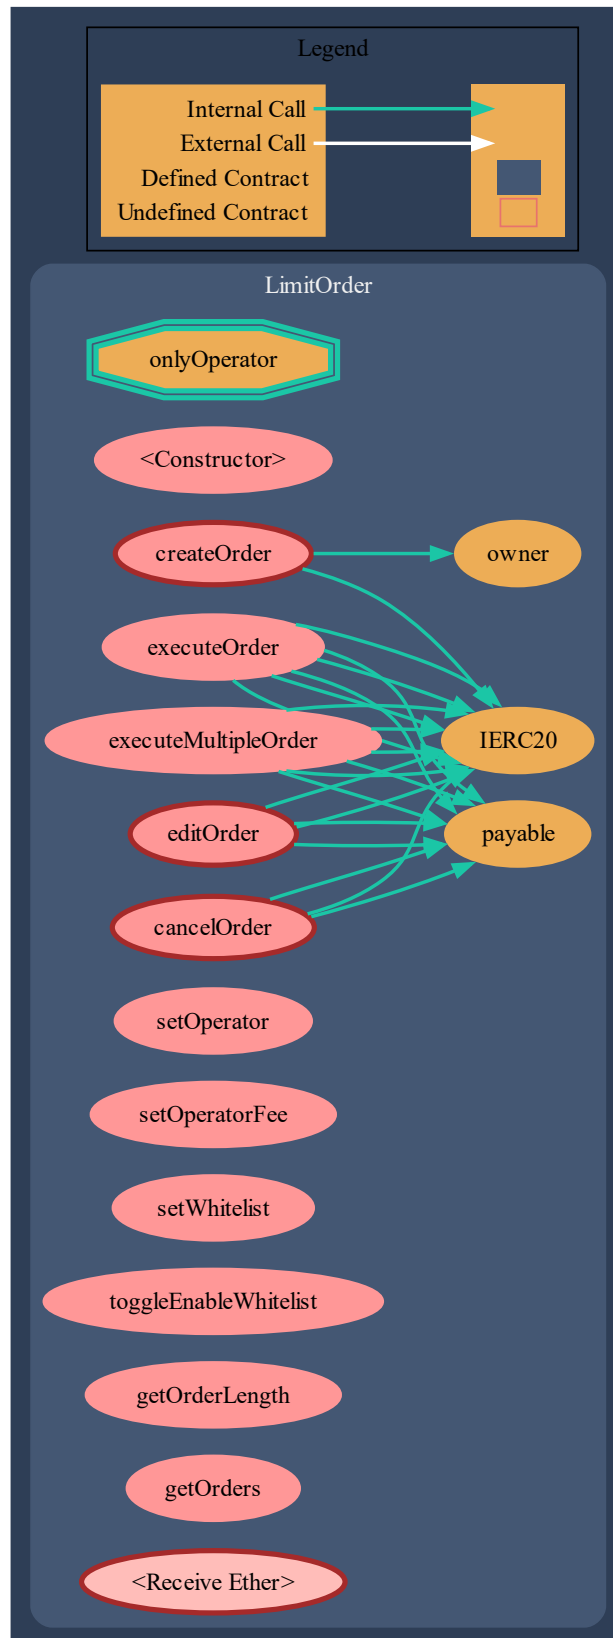 Legend
Internal Call
External Call
Defined Contract
Undefined Contract
LimitOrder
onlyOperator
<Constructor>
createOrder
owner
executeOrder
executeMultipleOrder
IERC20
editOrder
payable
cancelOrder
setOperator
setOperatorFee
setWhitelist
toggleEnableWhitelist
getOrderLength
getOrders
<Receive Ether>